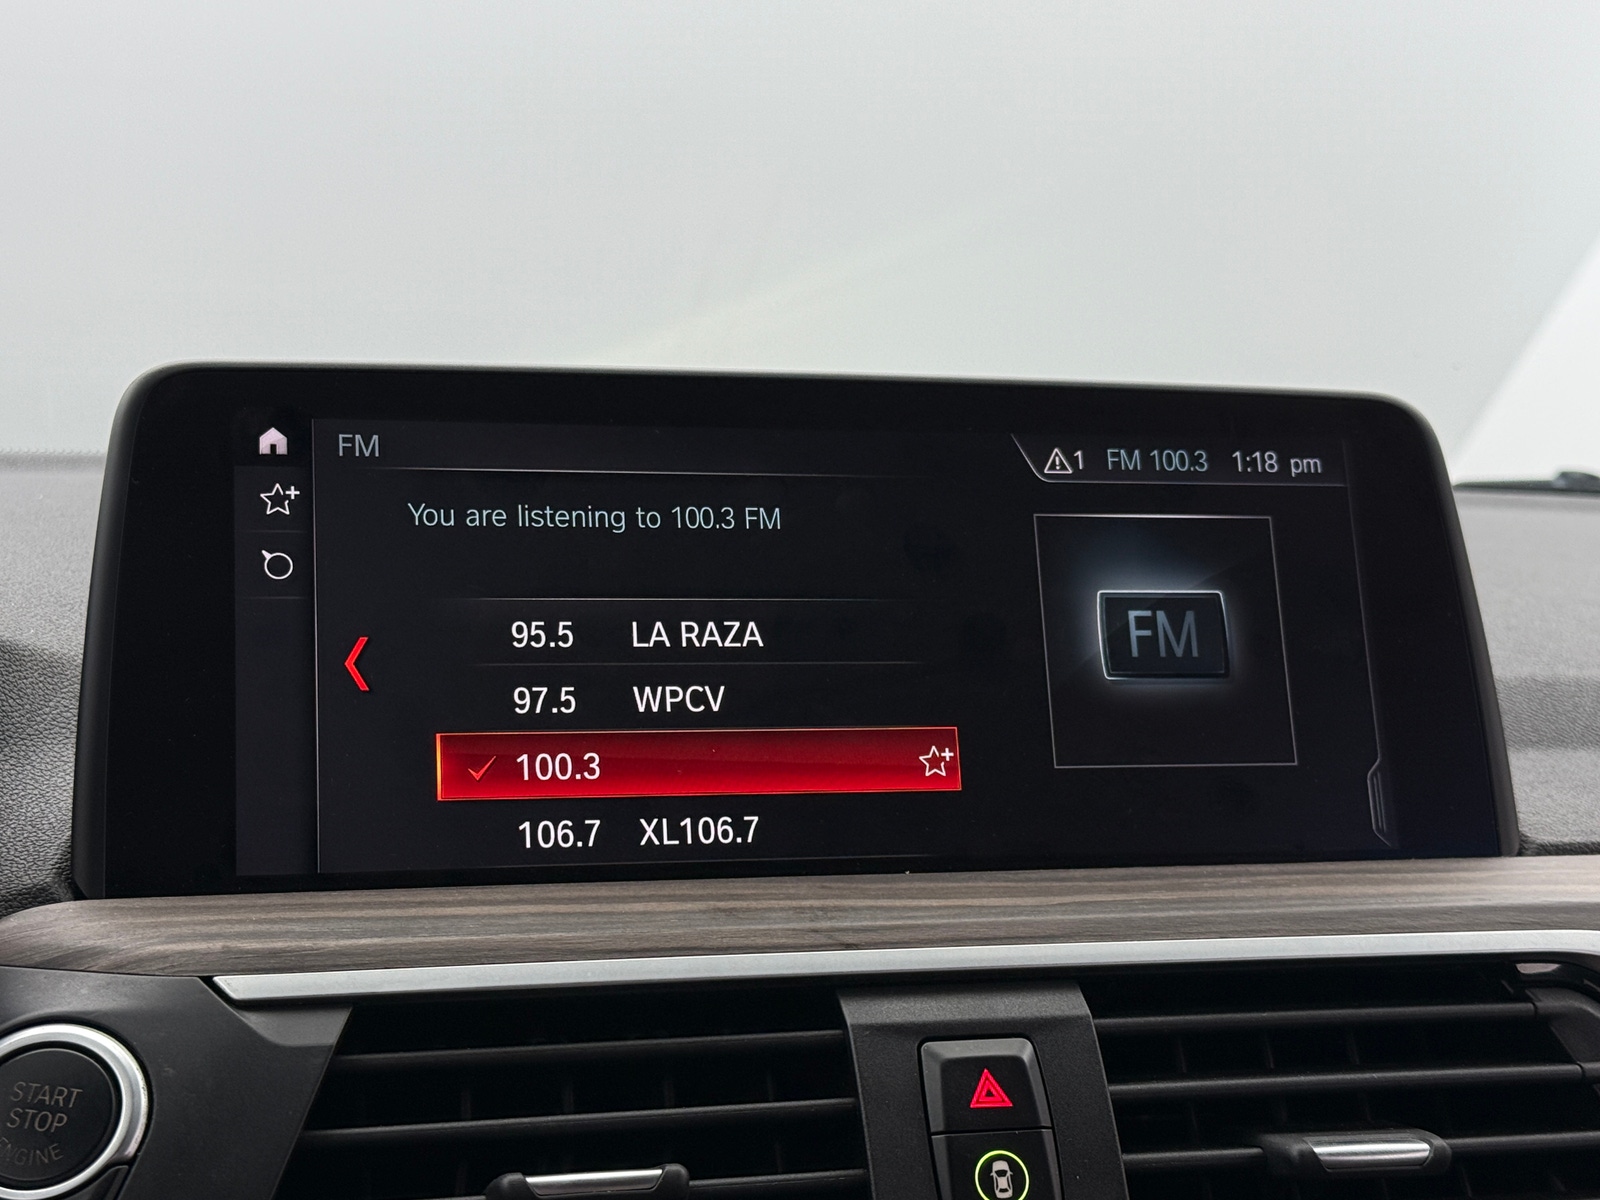 FM
1 FM 100.3 1:18 pm
You are listening to 100.3 FM
95.5 LA RAZA
97.5 WPCV
100.3
106.7 XL106.7
FM
START
STOP
ENGINE